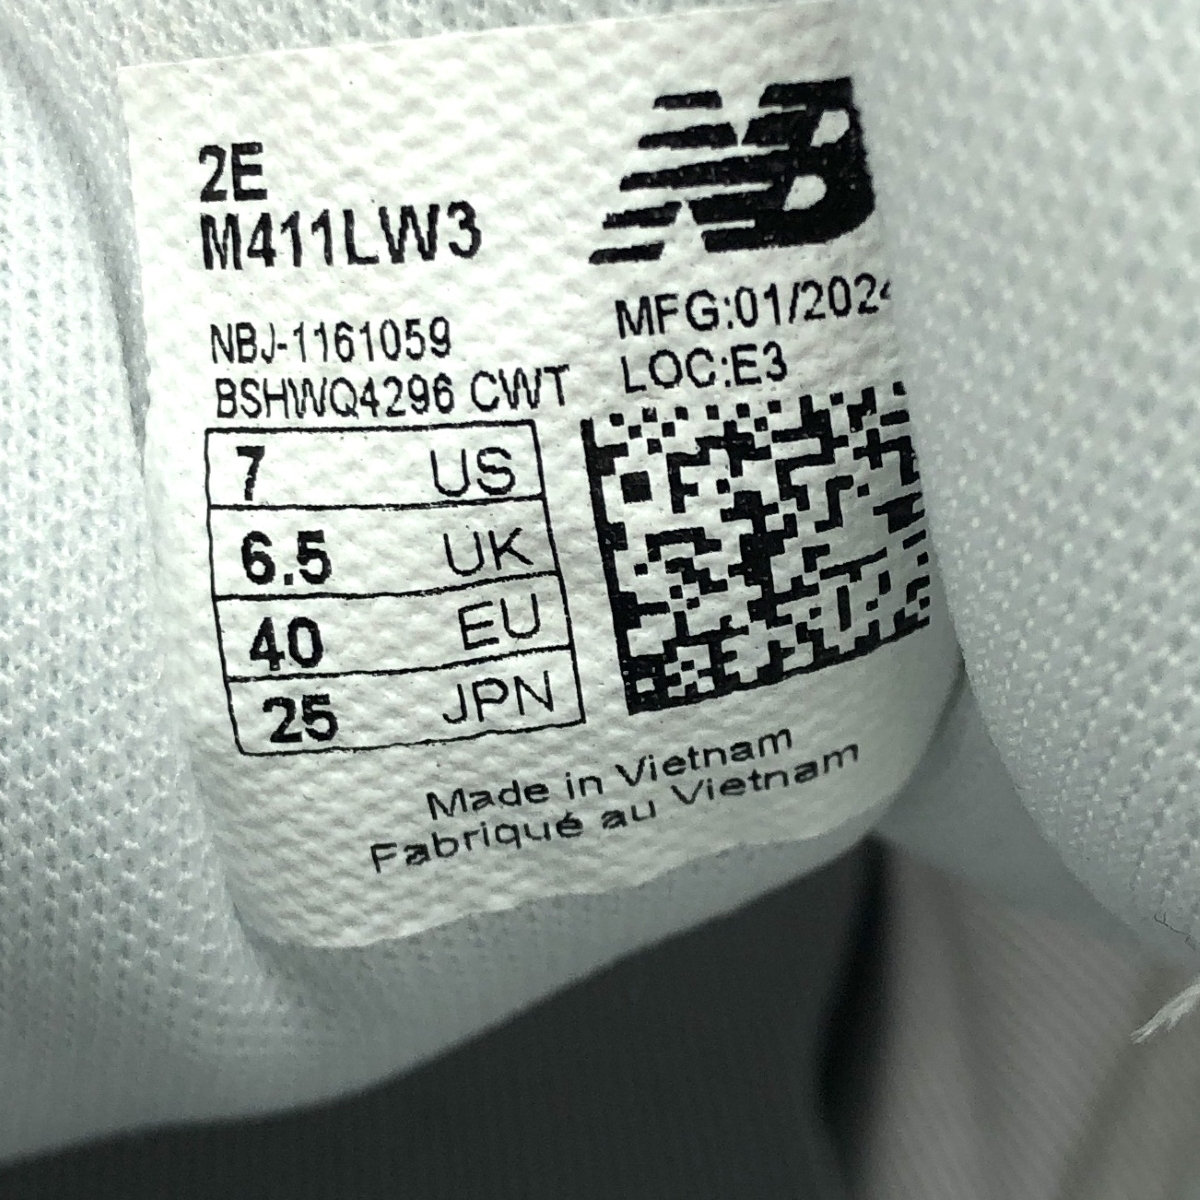 2E
M411LW3
NB
NBJ-1161059
BSHWQ4296 CWT
MFG:01/2024
LOC:E3
7 US
6.5 UK
40 EU
25 JPN
Made in Vietnam
Fabriqué au Vietnam